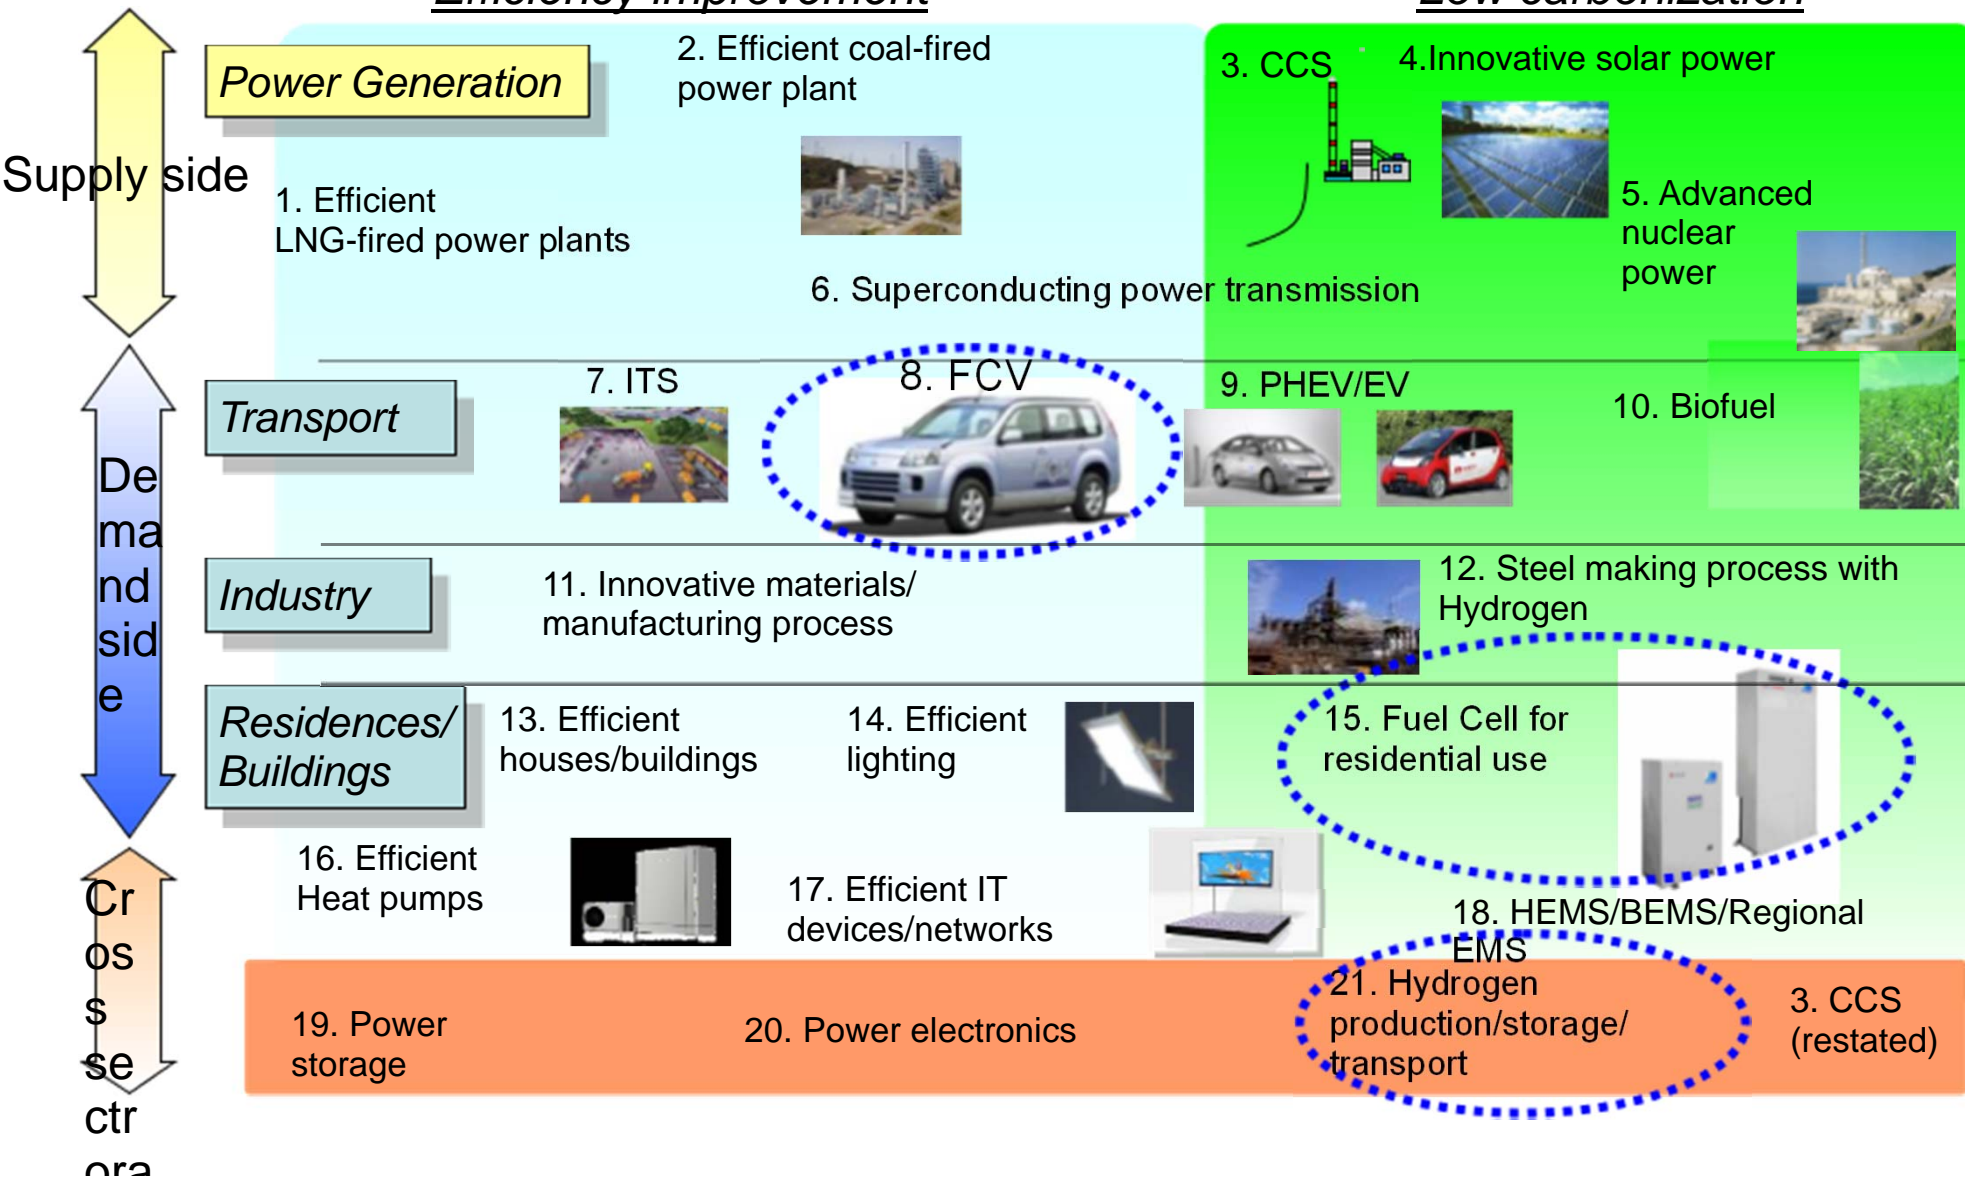 Efficiency improvement
Low carbonization
Power Generation
2. Efficient coal-fired
power plant
3. CCS
4.Innovative solar power
Supply side
1. Efficient
LNG-fired power plants
5. Advanced
nuclear
power
6. Superconducting power transmission
Transport
7. ITS
8. FCV
9. PHEV/EV
10. Biofuel
De
ma
nd
sid
e
Industry
11. Innovative materials/
manufacturing process
12. Steel making process with
Hydrogen
Residences/
Buildings
13. Efficient
houses/buildings
14. Efficient
lighting
15. Fuel Cell for
residential use
16. Efficient
Heat pumps
17. Efficient IT
devices/networks
18. HEMS/BEMS/Regional
EMS
Cr
os
s
se
ctr
ora
19. Power
storage
20. Power electronics
21. Hydrogen
production/storage/
transport
3. CCS
(restated)